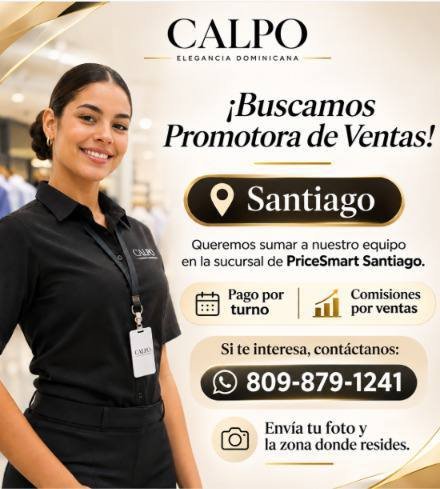 CALPO
ELEGANCIA DOMINICANA
¡Buscamos
Promotora de Ventas!
Santiago
Queremos sumar a nuestro equipo
en la sucursal de PriceSmart Santiago.
Pago por
turno
Comisiones
por ventas
Si te interesa, contáctanos:
809-879-1241
Envía tu foto y
la zona donde resides.
CALPO
CALPO